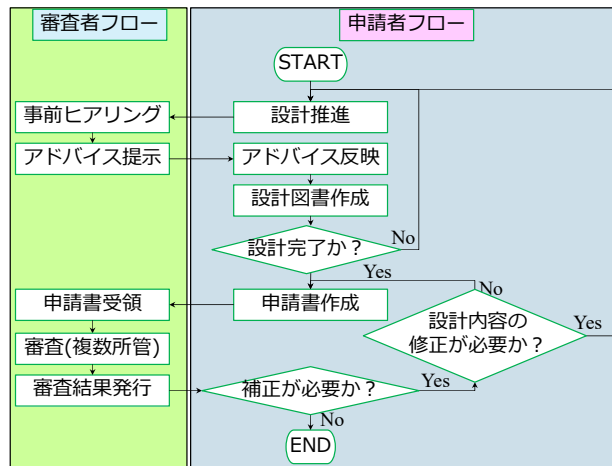 審査者フロー
申請者フロー
START
事前ヒアリング
設計推進
アドバイス提示
アドバイス反映
設計図書作成
設計完了か？
No
Yes
申請書受領
申請書作成
No
設計内容の
修正が必要か？
Yes
審査(複数所管)
審査結果発行
補正が必要か？
Yes
No
END